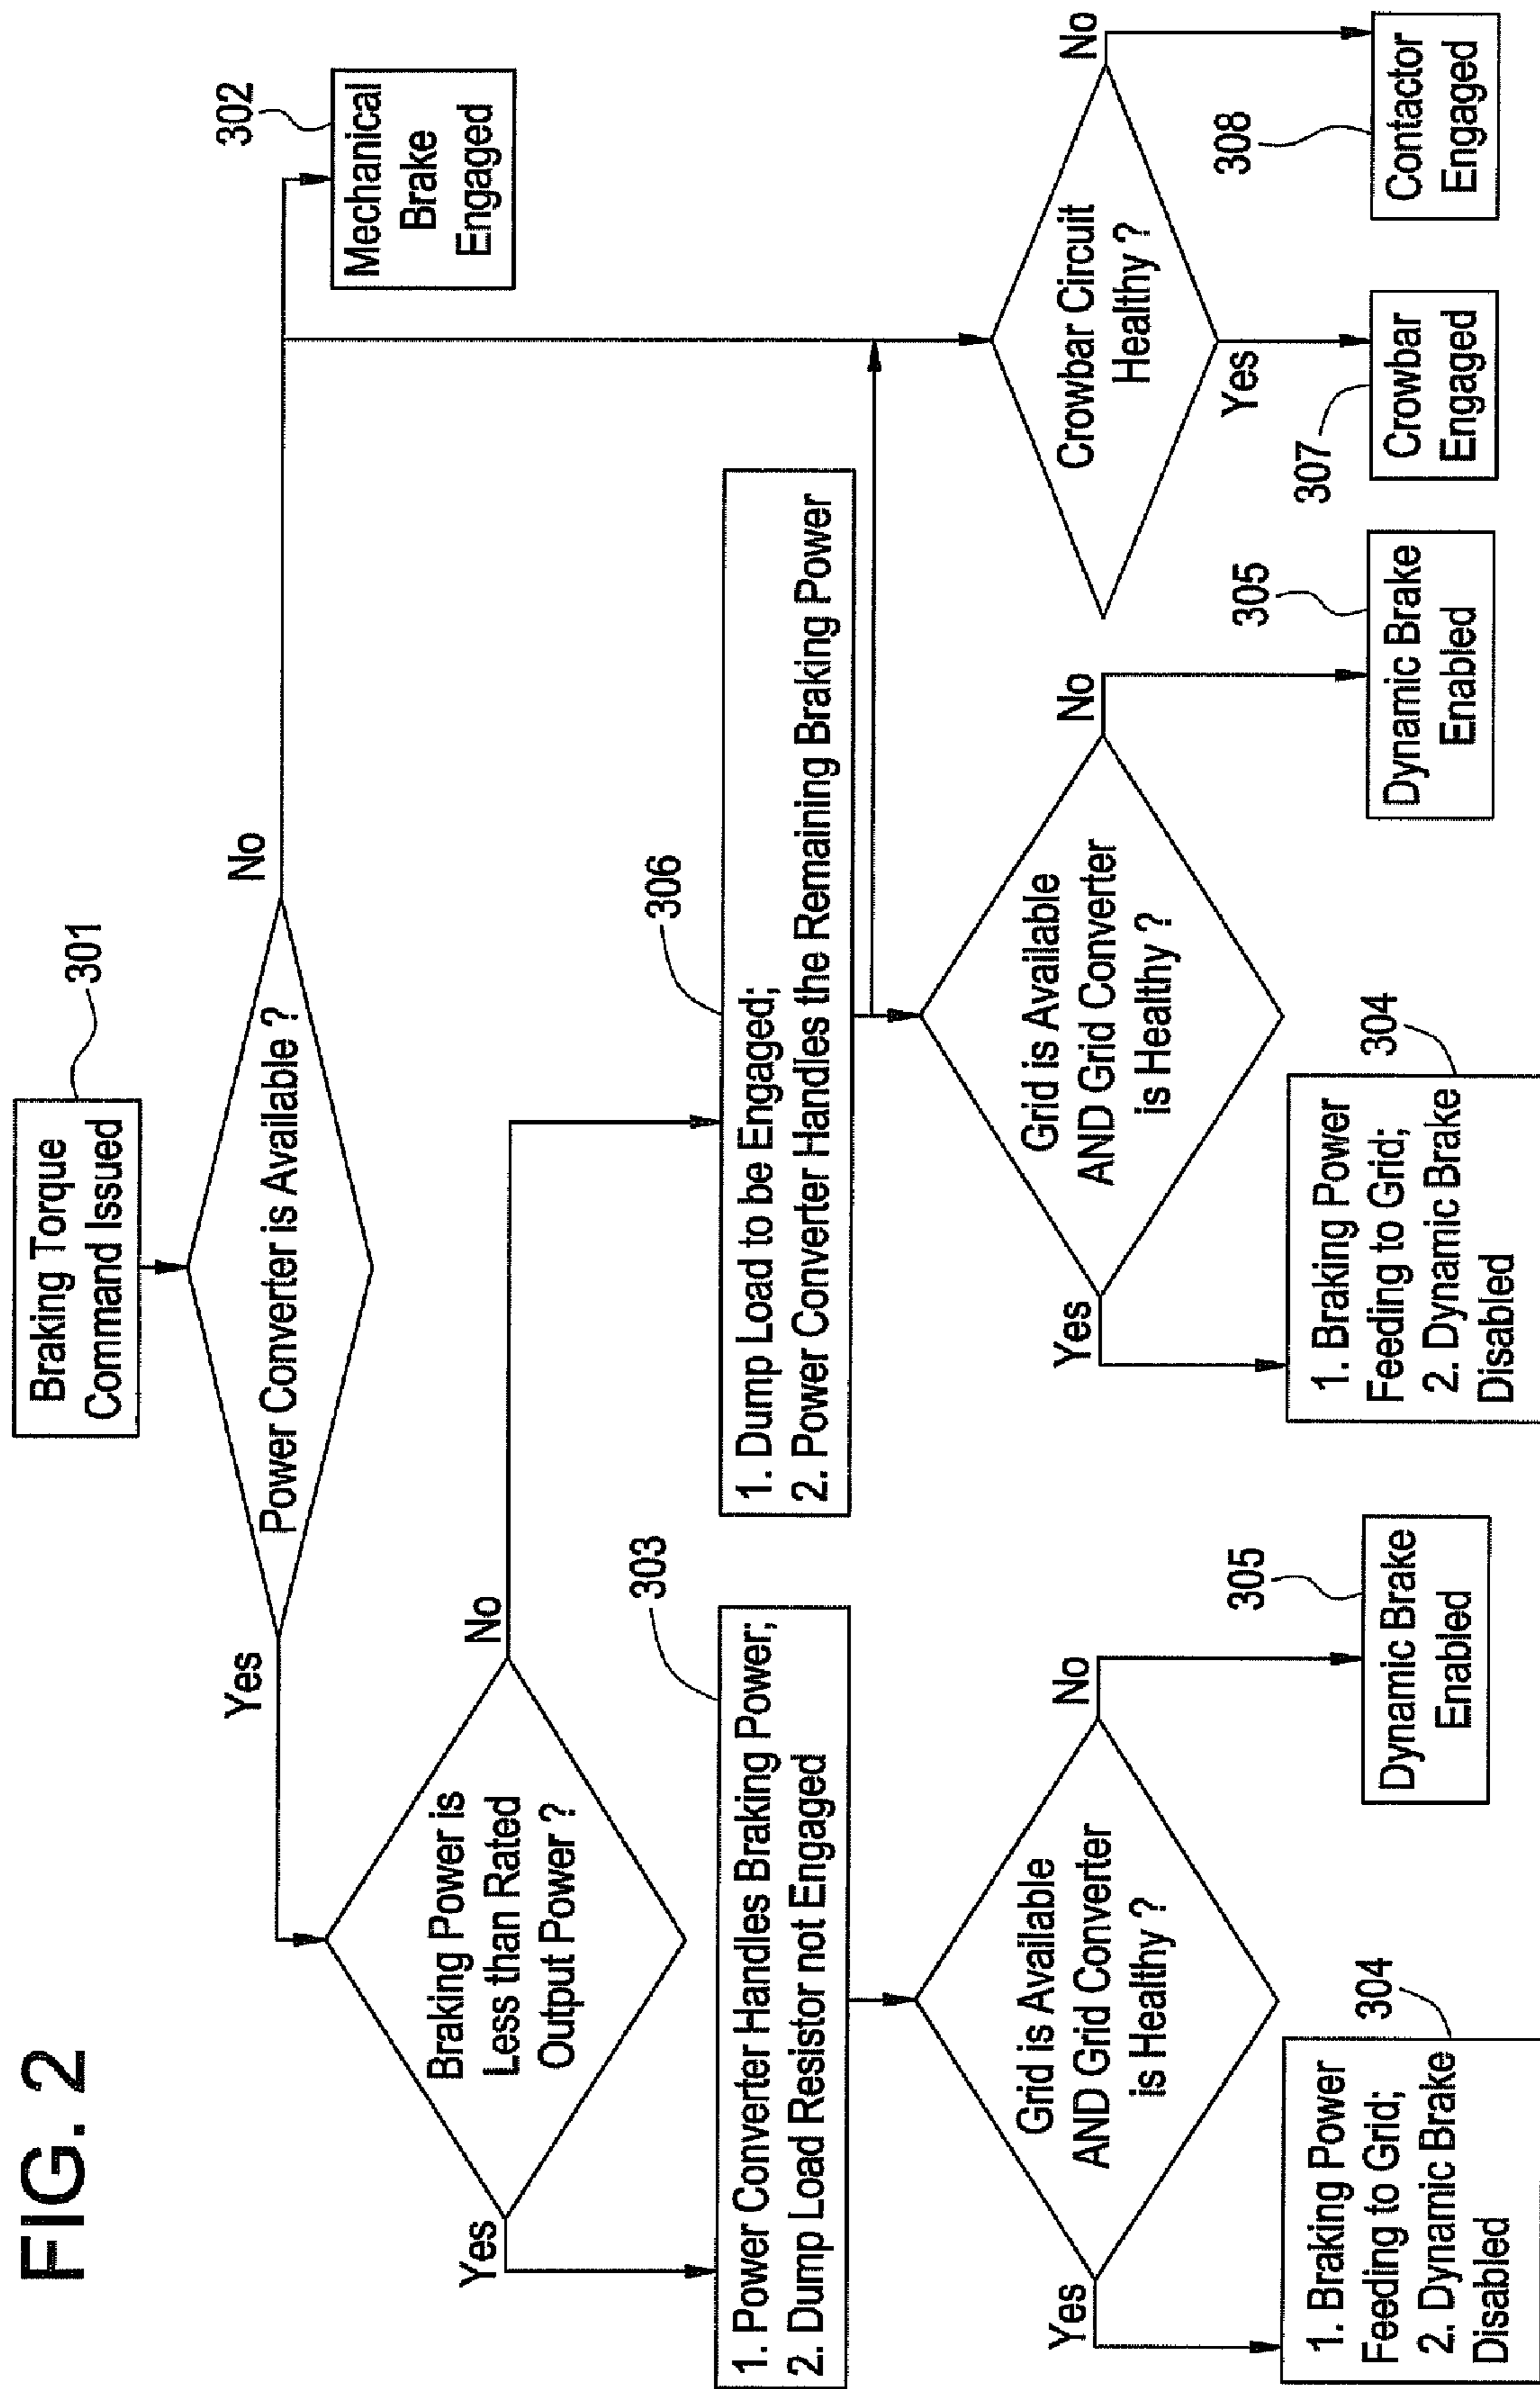 FIG. 2
Braking Torque
Command Issued
301
Power Converter is Available ?
Yes
No
302
Mechanical
Brake
Engaged
Braking Power is
Less than Rated
Output Power ?
Yes
No
303
1. Power Converter Handles Braking Power;
2. Dump Load Resistor not Engaged
306
1. Dump Load to be Engaged;
2. Power Converter Handles the Remaining Braking Power
Grid is Available
AND Grid Converter
is Healthy ?
Yes
No
304
1. Braking Power
Feeding to Grid;
2. Dynamic Brake
Disabled
305
Dynamic Brake
Enabled
Grid is Available
AND Grid Converter
is Healthy ?
Yes
No
304
1. Braking Power
Feeding to Grid;
2. Dynamic Brake
Disabled
305
Dynamic Brake
Enabled
Crowbar Circuit
Healthy ?
Yes
No
307
Crowbar
Engaged
308
Contactor
Engaged